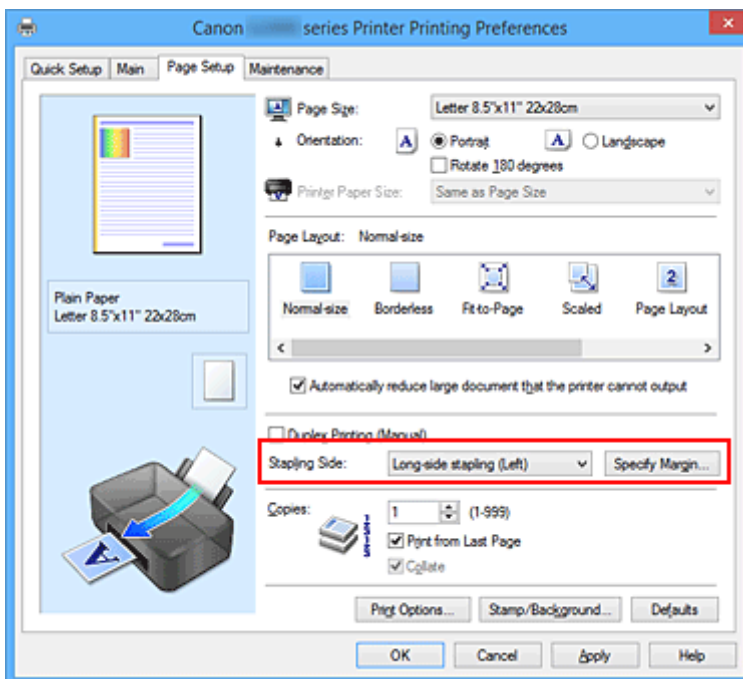 Canon series Printer Printing Preferences
Quick Setup Main Page Setup Maintenance
Page Size: Letter 8.5"x11" 22x28cm
Orientation: A Portrait A Landscape
Rotate 180 degrees
Printer Paper Size: Same as Page Size
Page Layout: Normal-size
2
Normal-size Borderless Fit-to-Page Scaled Page Layout
Plain Paper
Letter 8.5"x11" 22x28cm
Automatically reduce large document that the printer cannot output
Duplex Printing (Manual)
Stapling Side: Long-side stapling (Left) Specify Margin...
Copies: 1 (1-999)
Print from Last Page
Collate
A
Print Options... Stamp/Background... Defaults
OK Cancel Apply Help